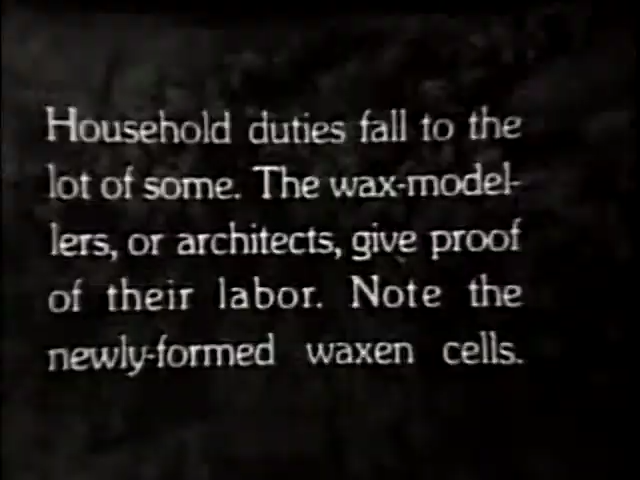 Household duties fall to the
lot of some. The wax-model-
lers, or architects, give proof
of their labor. Note the
newly-formed waxen cells.